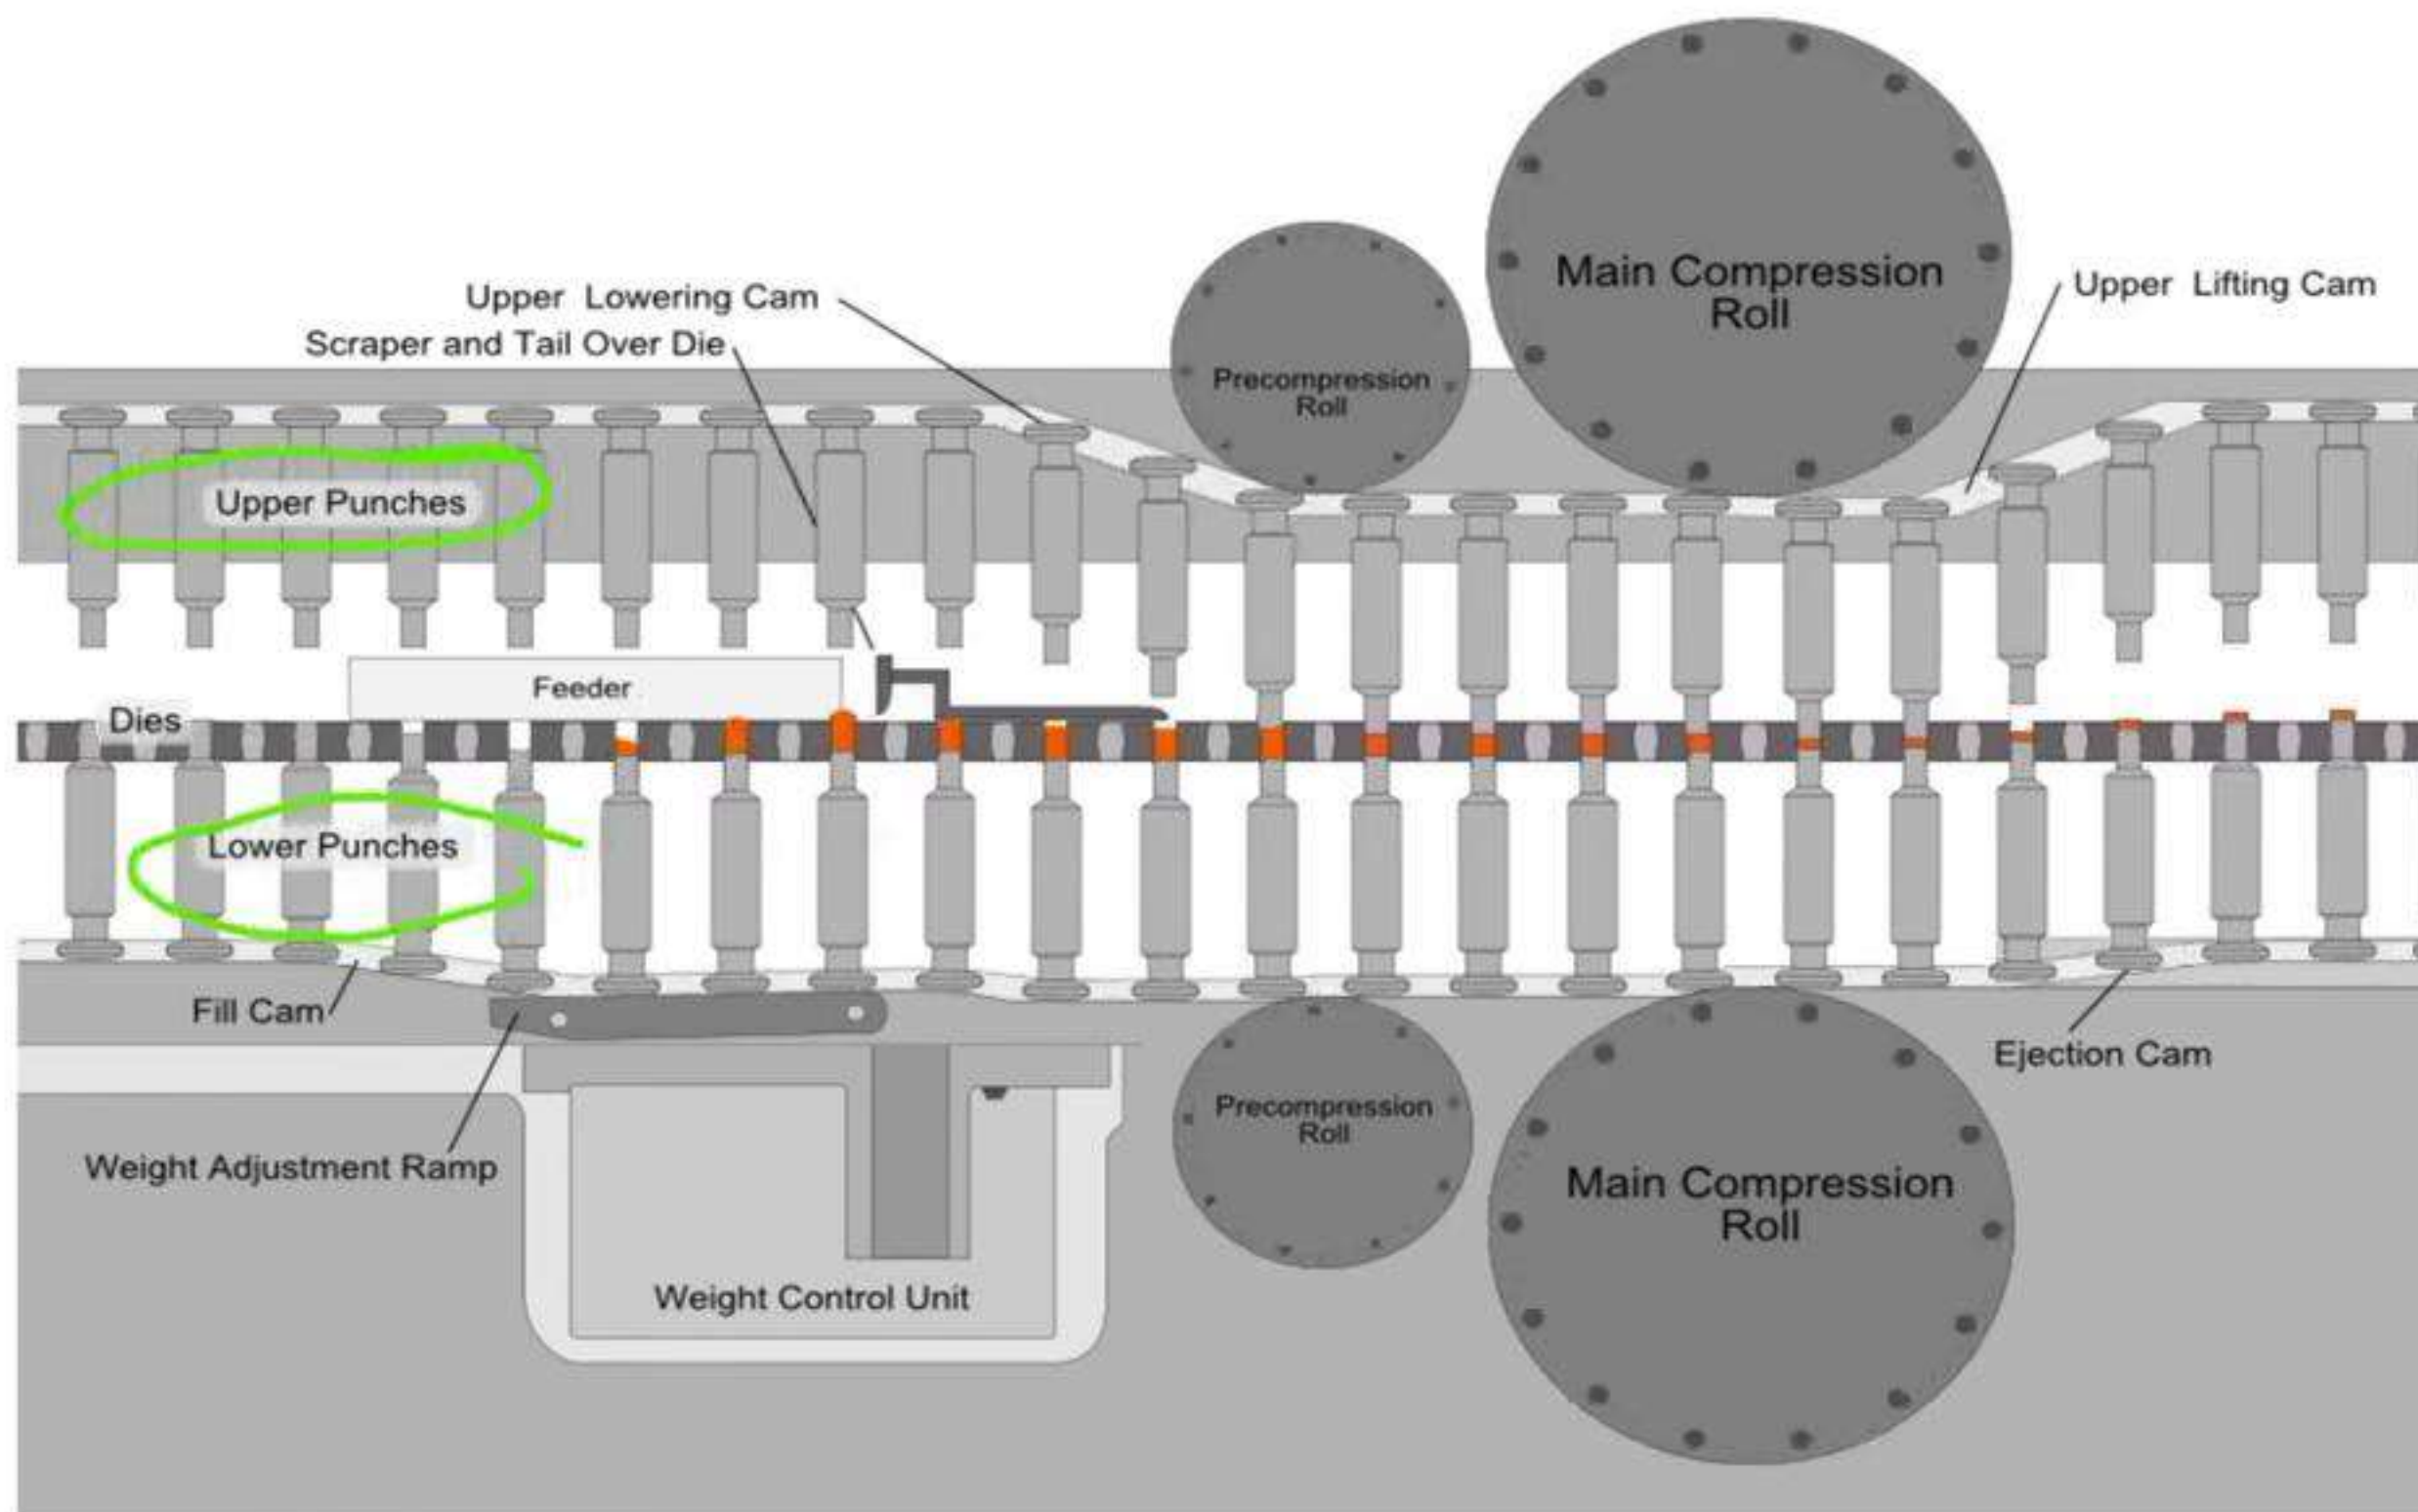 Main Compression
Roll
Upper Lifting Cam
Upper Lowering Cam
Scraper and Tail Over Die
Precompression
Roll
Upper Punches
Feeder
Dies
Lower Punches
Fill Cam
Ejection Cam
Precompression
Roll
Weight Adjustment Ramp
Main Compression
Roll
Weight Control Unit